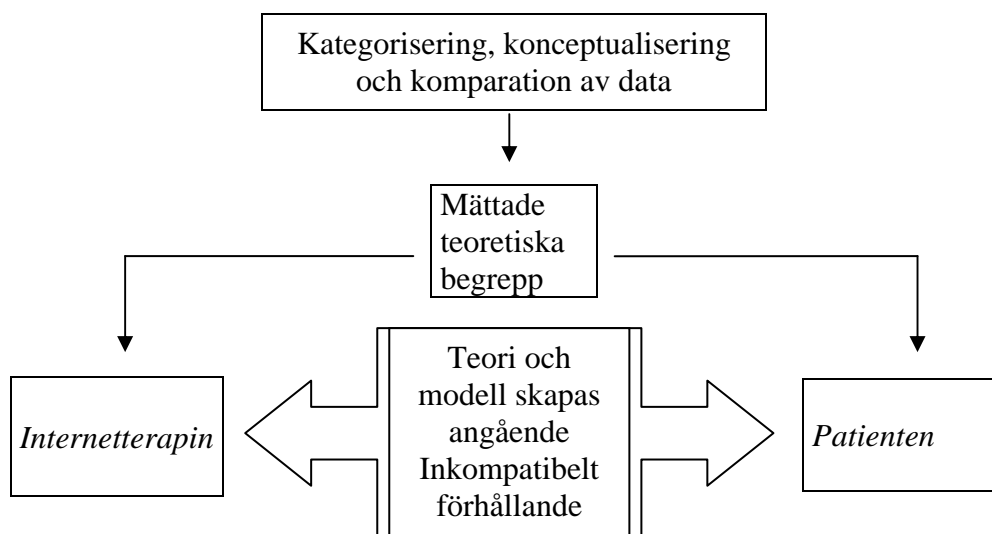 Kategorisering, konceptualisering
och komparation av data
Mättade
teoretiska
begrepp
Internetterapin
Teori och
modell skapas
angående
Inkompatibelt
förhållande
Patienten